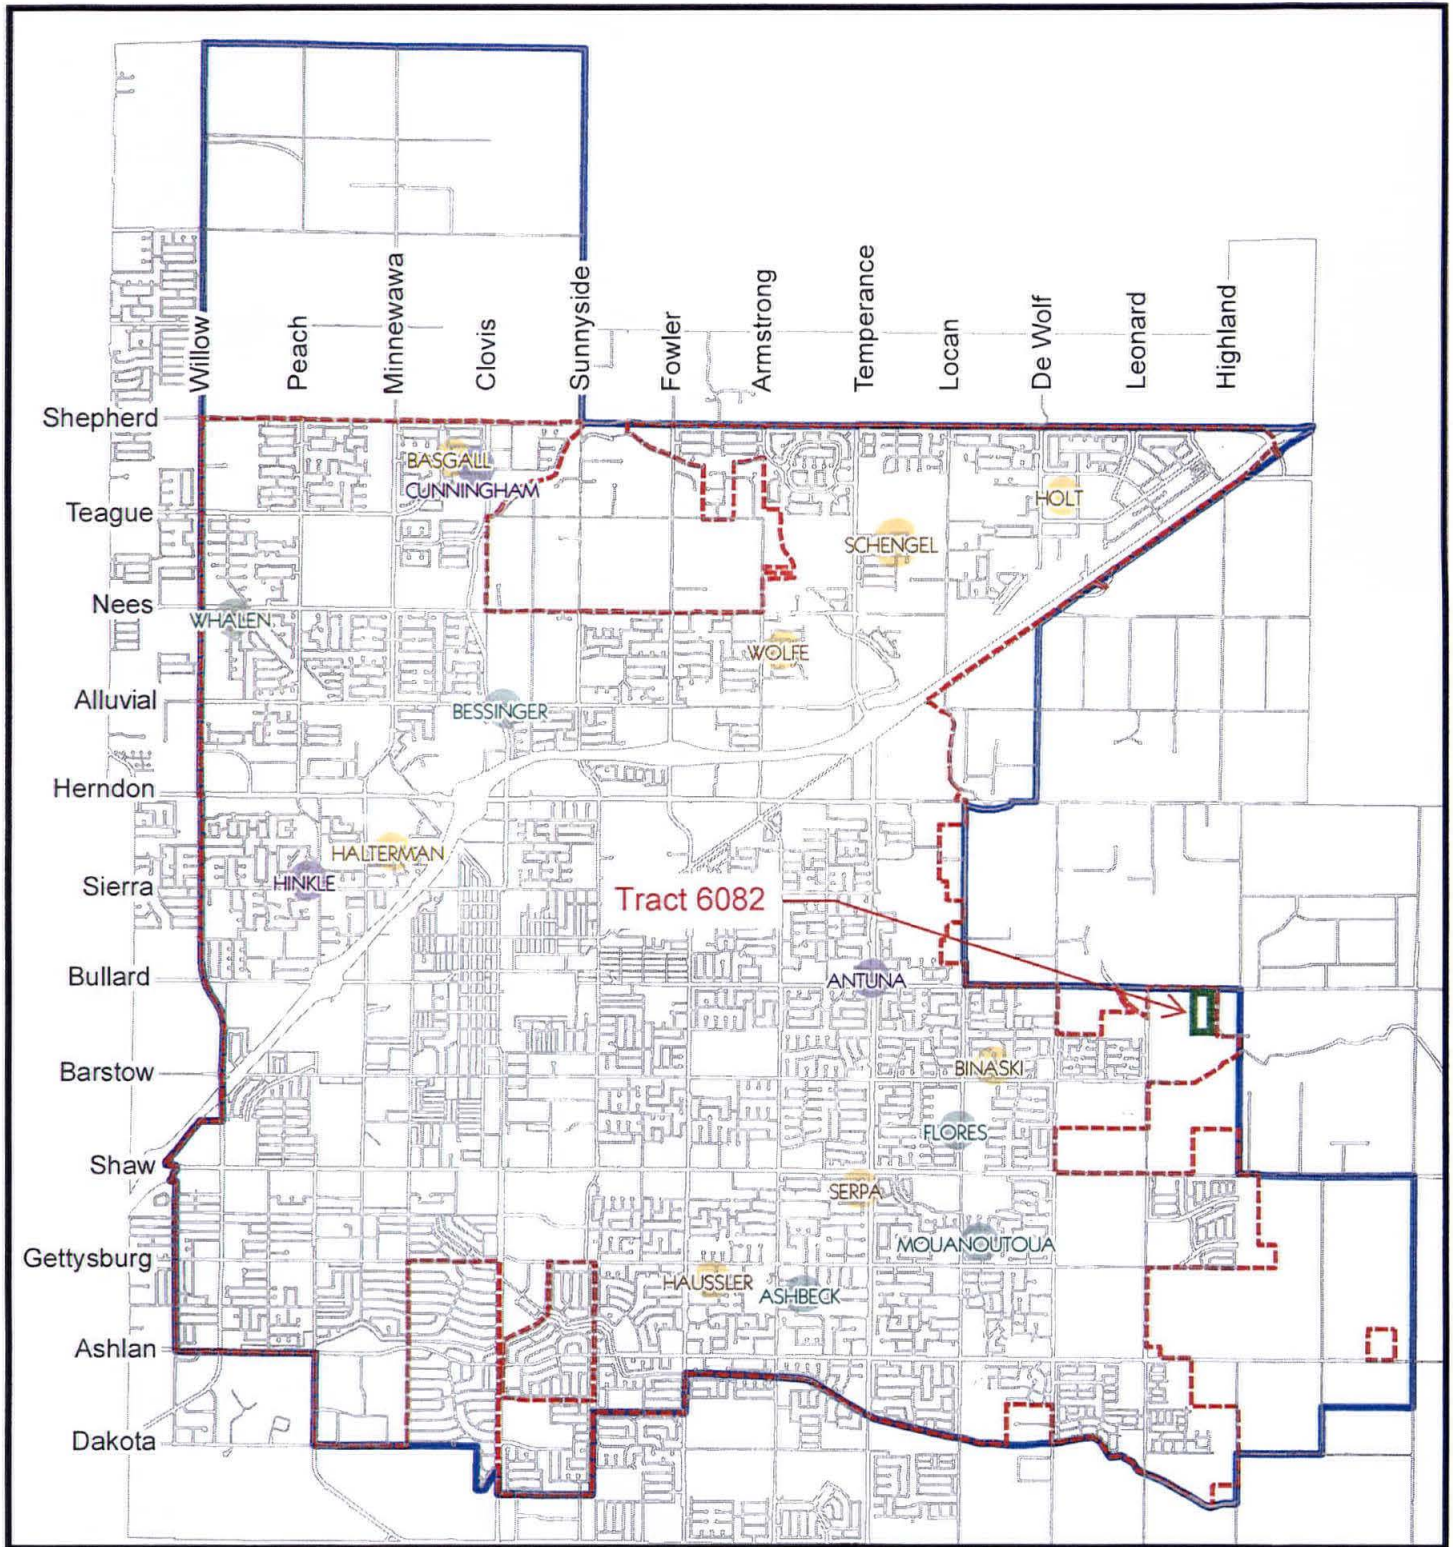 Willow
Peach
Minnewawa
Clovis
Sunnyside
Fowler
Armstrong
Temperance
Locan
De Wolf
Leonard
Highland
Shepherd
BASGALL
CUNNINGHAM
HOLT
Teague
SCHENGEL
Nees
WHALEN
WOLFE
Alluvial
BESSINGER
Herndon
HALTERMAN
HINKLE
Sierra
Tract 6082
Bullard
ANTUNA
Barstow
BINASKI
FLORES
Shaw
SERPA
MOUANOUTOUA
Gettysburg
HAUSSLER
ASHBECK
Ashlan
Dakota